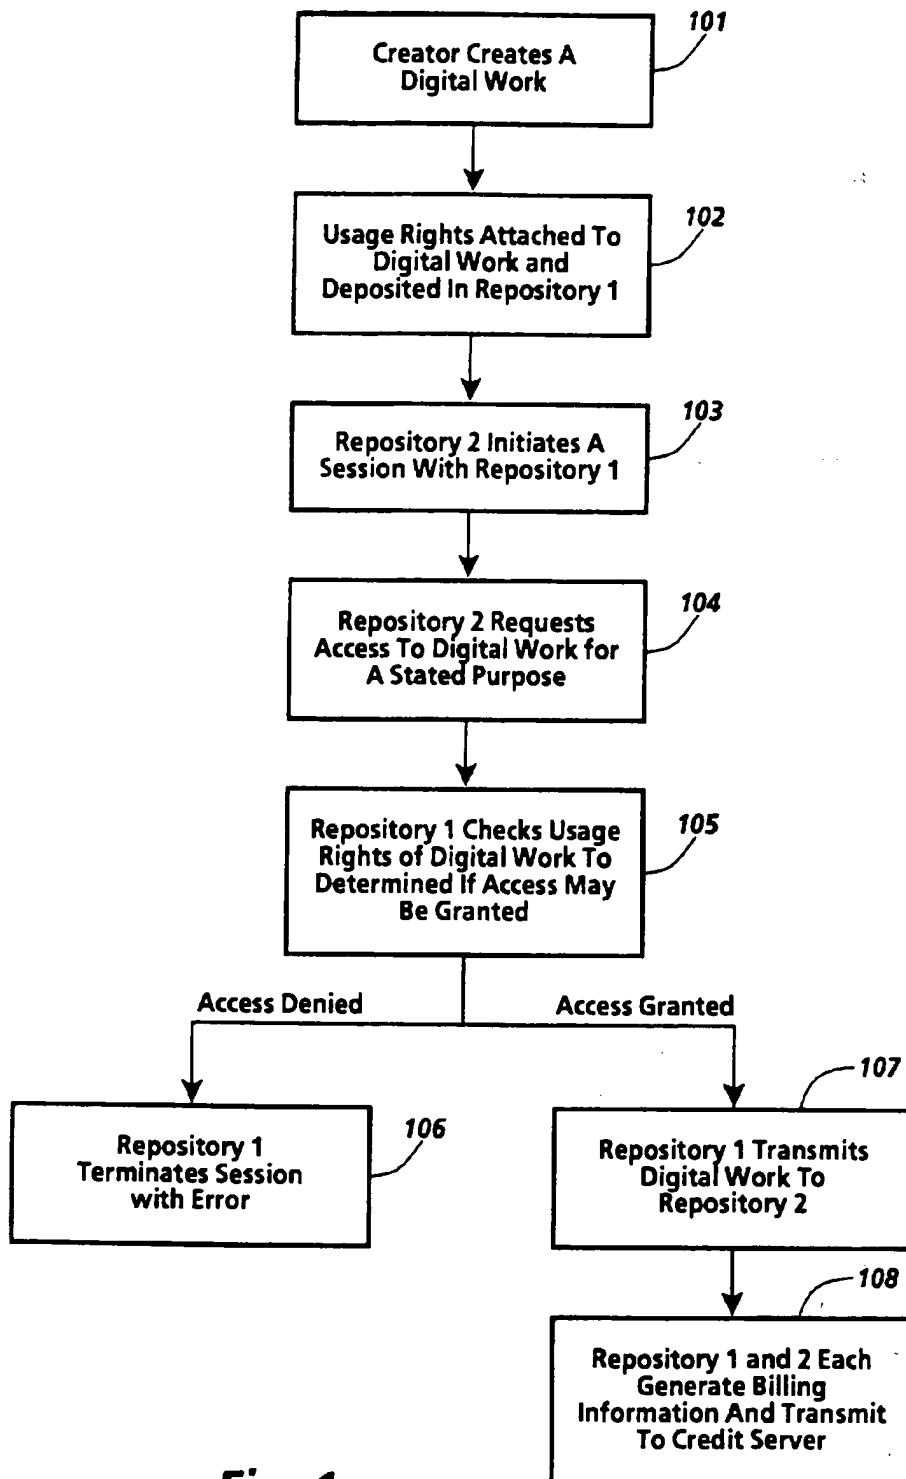 101
Creator Creates A
Digital Work
102
Usage Rights Attached To
Digital Work and
Deposited In Repository 1
103
Repository 2 Initiates A
Session With Repository 1
104
Repository 2 Requests
Access To Digital Work for
A Stated Purpose
105
Repository 1 Checks Usage
Rights of Digital Work To
Determined If Access May
Be Granted
Access Denied
Access Granted
106
Repository 1
Terminates Session
with Error
107
Repository 1 Transmits
Digital Work To
Repository 2
108
Repository 1 and 2 Each
Generate Billing
Information And Transmit
To Credit Server